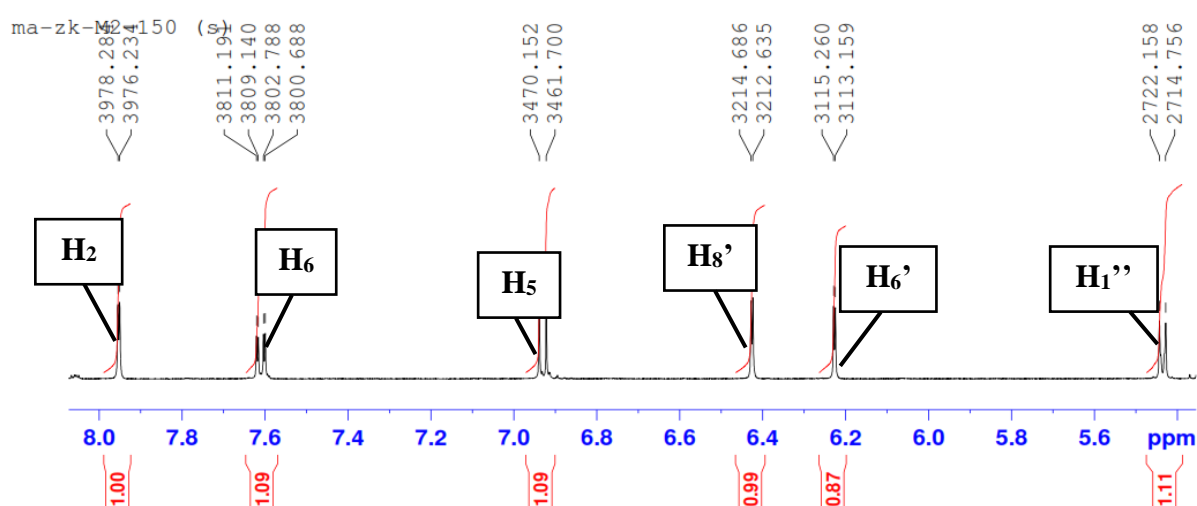 ma-zk-M2-150 (s)
3976.234
3811.191
3809.140
3802.788
3800.688
3470.152
3461.700
3214.686
3212.635
3115.260
3113.159
2722.158
2714.756
H₂
H₆
H₅
H₈’
H₆’
H₁’’
8.0 7.8 7.6 7.4 7.2 7.0 6.8 6.6 6.4 6.2 6.0 5.8 5.6 ppm
1.00
1.09
1.09
0.99
0.87
1.11